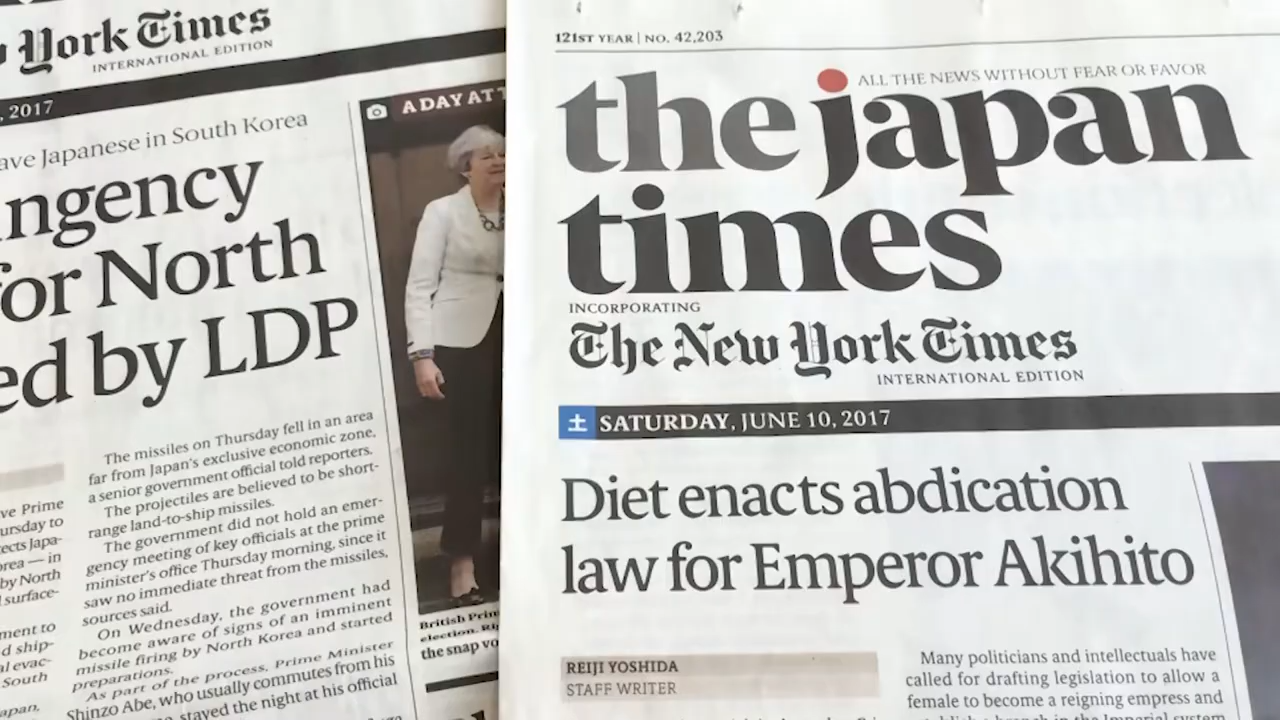 York Times
INTERNATIONAL EDITION
, 2017
ave Japanese in South Korea
ngency
for North
ed by LDP
The missiles on Thursday fell in an area
far from Japan's exclusive economic zone,
a senior government official told reporters.
The projectiles are believed to be short-
range land-to-ship missiles.
The government did not hold an emer-
gency meeting of key officials at the prime
minister's office Thursday morning, since it
saw no immediate threat from the missiles,
sources said.
On Wednesday, the government had
become aware of signs of an imminent
missile firing by North Korea and started
preparations.
As part of the process, Prime Minister
Shinzo Abe, who usually commutes from his
stayed the night at his official
ve Prime
ursday to
ects Japa-
orea — in
by North
surface-
ment to
d ship-
al evac-
South
apan,
A DAY AT
British Prim
election. Ri
the snap vo
121ST YEAR | NO. 42,203
ALL THE NEWS WITHOUT FEAR OR FAVOR
the japan
times
INCORPORATING
The New York Times
INTERNATIONAL EDITION
土 SATURDAY, JUNE 10, 2017
Diet enacts abdication
law for Emperor Akihito
REIJI YOSHIDA
STAFF WRITER
Many politicians and intellectuals have
called for drafting legislation to allow a
female to become a reigning empress and